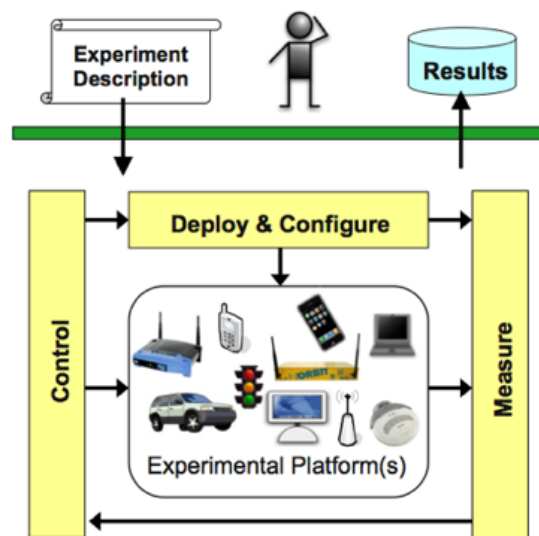 Experiment
Description
Results
Deploy & Configure
Control
Measure
ORBIT
Experimental Platform(s)